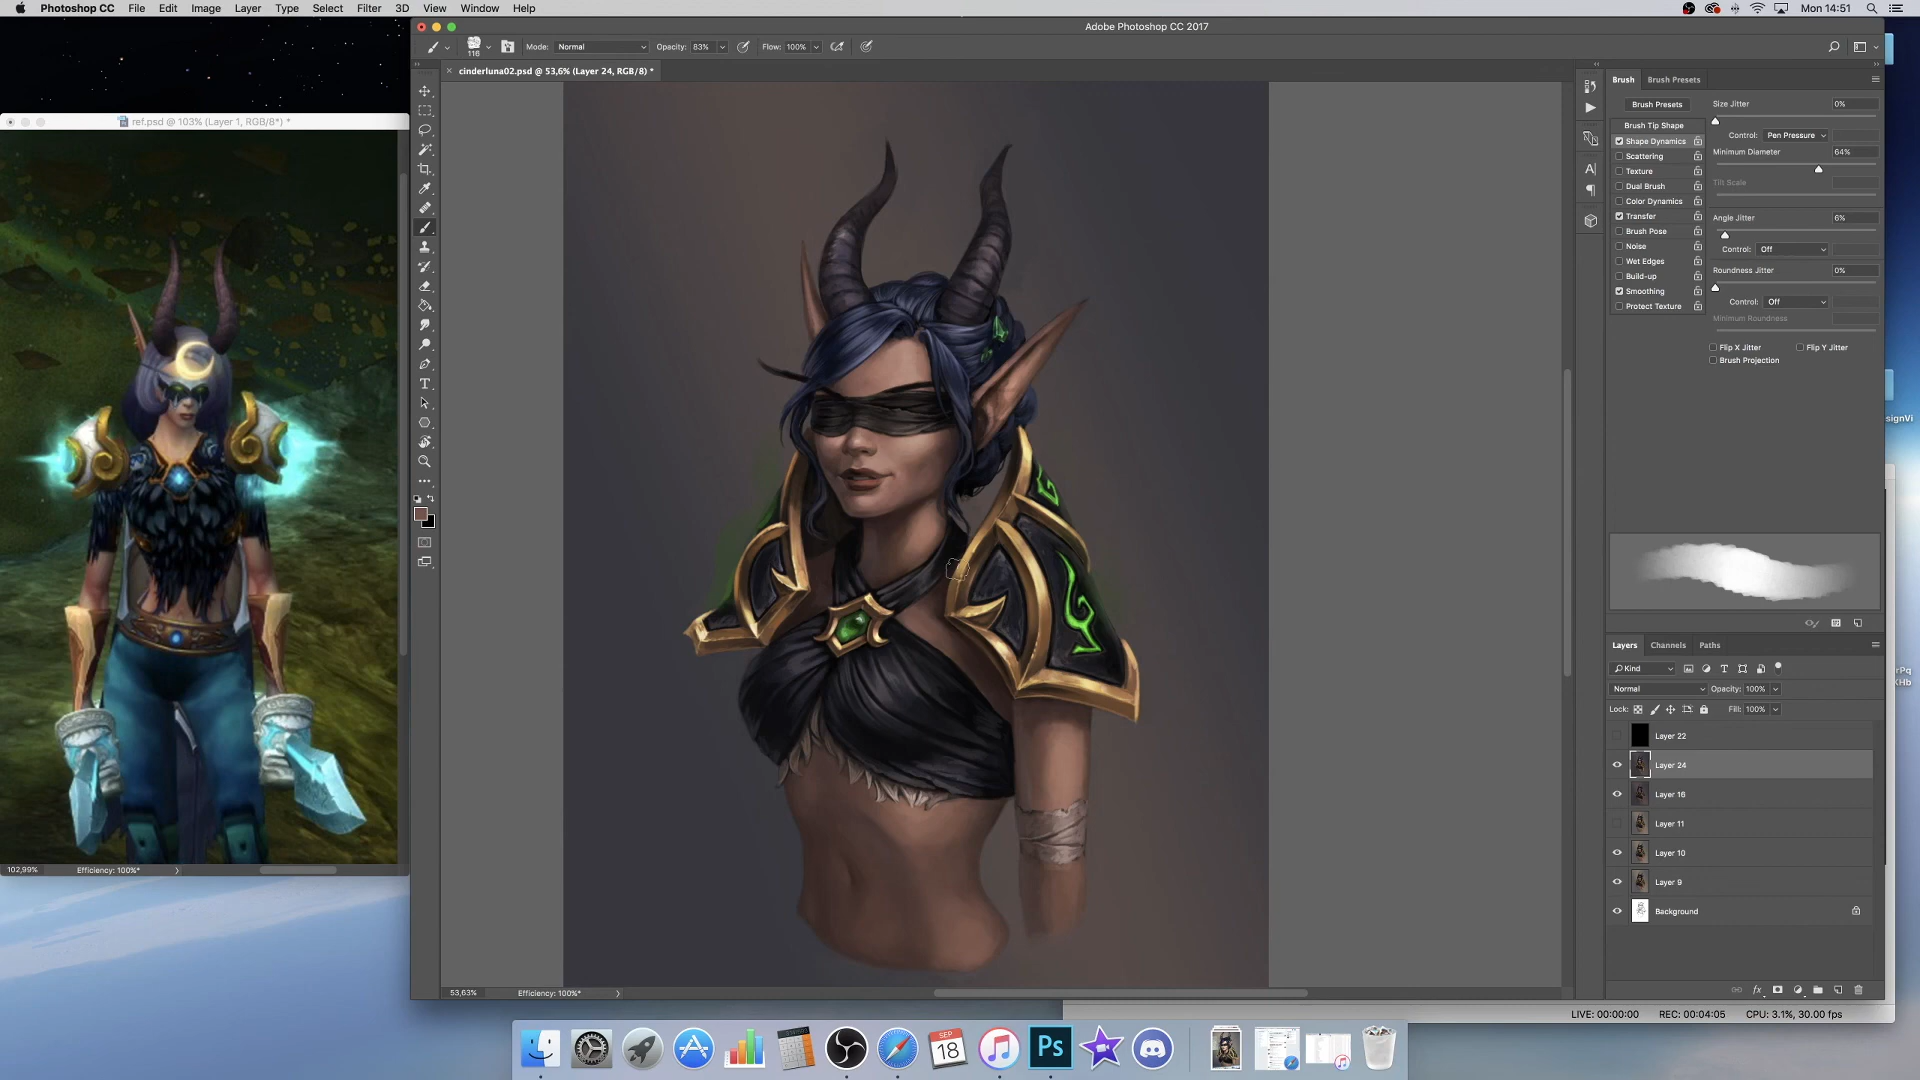 Photoshop CC File Edit Image Layer Type Select Filter 3D View Window Help
Mon 14:51
Adobe Photoshop CC 2017
116
Mode: Normal Opacity: 83% Flow: 100%
cinderluna02.psd @ 53,6% (Layer 24, RGB/8) *
ref.psd @ 103% (Layer 1, RGB/8*) *
Brush Brush Presets
Brush Presets
Size Jitter 0%
Brush Tip Shape
Control: Pen Pressure
Shape Dynamics
Minimum Diameter 64%
Scattering
Texture
Tilt Scale
Dual Brush
Color Dynamics
Transfer
Angle Jitter 6%
Brush Pose
Noise
Control: Off
Wet Edges
Build-up
Roundness Jitter 0%
Smoothing
Control: Off
Protect Texture
Minimum Roundness
Flip X Jitter Flip Y Jitter
Brush Projection
signVi
Layers Channels Paths
Kind
Normal Opacity: 100%
Lock: Fill: 100%
Layer 22
Layer 24
Layer 16
Layer 11
Layer 10
Layer 9
Background
102,99% Efficiency: 100%*
53,63% Efficiency: 100%*
LIVE: 00:00:00 REC: 00:04:05 CPU: 3.1%, 30.00 fps
SEP
18
Ps